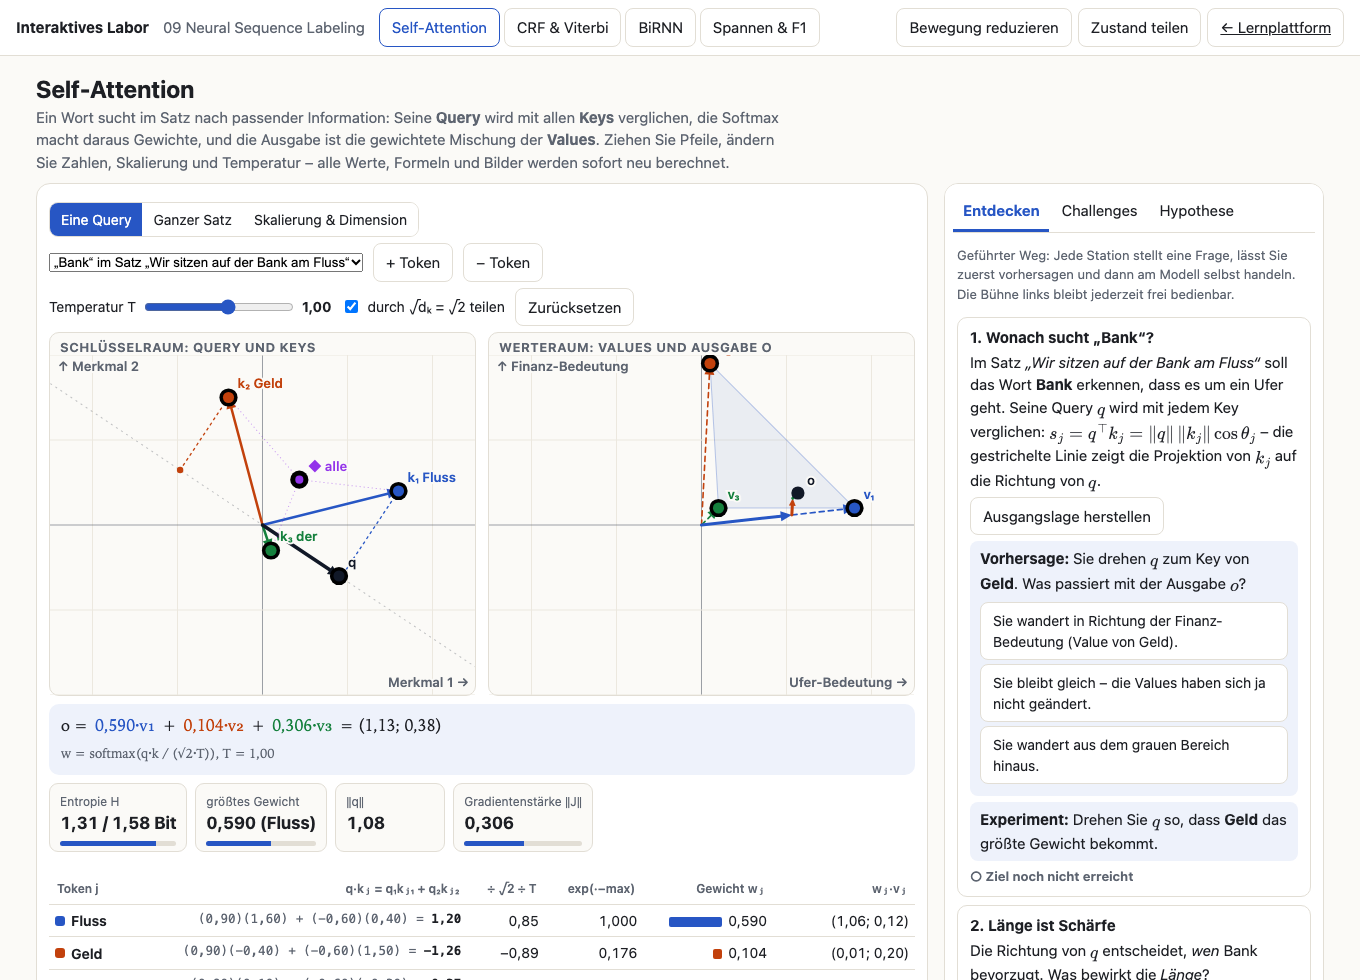 Interaktives Labor 09 Neural Sequence Labeling Self-Attention CRF & Viterbi BiRNN Spannen & F1 Bewegung reduzieren Zustand teilen ← Lernplattform
Self-Attention
Ein Wort sucht im Satz nach passender Information: Seine Query wird mit allen Keys verglichen, die Softmax
macht daraus Gewichte, und die Ausgabe ist die gewichtete Mischung der Values. Ziehen Sie Pfeile, ändern
Sie Zahlen, Skalierung und Temperatur – alle Werte, Formeln und Bilder werden sofort neu berechnet.
Eine Query Ganzer Satz Skalierung & Dimension
„Bank“ im Satz „Wir sitzen auf der Bank am Fluss“ + Token − Token
Temperatur T 1,00 durch √dₖ = √2 teilen Zurücksetzen
SCHLÜSSELRAUM: QUERY UND KEYS
↑ Merkmal 2
k₂ Geld
alle
k₁ Fluss
k₃ der
q
Merkmal 1 →
WERTERAUM: VALUES UND AUSGABE O
↑ Finanz-Bedeutung
o
v₃
v₁
Ufer-Bedeutung →
o = 0,590·v₁ + 0,104·v₂ + 0,306·v₃ = (1,13; 0,38)
w = softmax(q·k / (√2·T)), T = 1,00
Entropie H
1,31 / 1,58 Bit
größtes Gewicht
0,590 (Fluss)
‖q‖
1,08
Gradientenstärke ‖J‖
0,306
Token j q·kⱼ = q₁kⱼ₁ + q₂kⱼ₂ ÷ √2 ÷ T exp(·−max) Gewicht wⱼ wⱼ·vⱼ
Fluss (0,90)(1,60) + (−0,60)(0,40) = 1,20 0,85 1,000 0,590 (1,06; 0,12)
Geld (0,90)(−0,40) + (−0,60)(1,50) = −1,26 −0,89 0,176 0,104 (0,01; 0,20)
Entdecken Challenges Hypothese
Geführter Weg: Jede Station stellt eine Frage, lässt Sie
zuerst vorhersagen und dann am Modell selbst handeln.
Die Bühne links bleibt jederzeit frei bedienbar.
1. Wonach sucht „Bank“?
Im Satz „Wir sitzen auf der Bank am Fluss“ soll
das Wort Bank erkennen, dass es um ein Ufer
geht. Seine Query q wird mit jedem Key
verglichen: sⱼ = q⊤kⱼ = ‖q‖ ‖kⱼ‖ cos θⱼ – die
gestrichelte Linie zeigt die Projektion von kⱼ auf
die Richtung von q.
Ausgangslage herstellen
Vorhersage: Sie drehen q zum Key von
Geld. Was passiert mit der Ausgabe o?
Sie wandert in Richtung der Finanz-
Bedeutung (Value von Geld).
Sie bleibt gleich – die Values haben sich ja
nicht geändert.
Sie wandert aus dem grauen Bereich
hinaus.
Experiment: Drehen Sie q so, dass Geld das
größte Gewicht bekommt.
Ziel noch nicht erreicht
2. Länge ist Schärfe
Die Richtung von q entscheidet, wen Bank
bevorzugt. Was bewirkt die Länge?